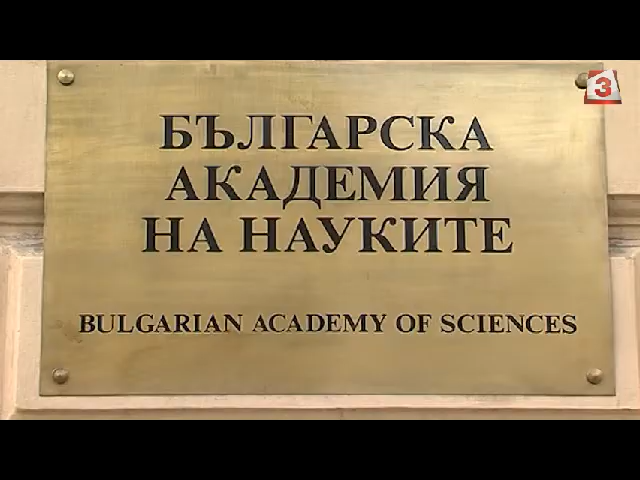 3
БЪЛГАРСКА
АКАДЕМИЯ
НА НАУКИТЕ
BULGARIAN ACADEMY OF SCIENCES